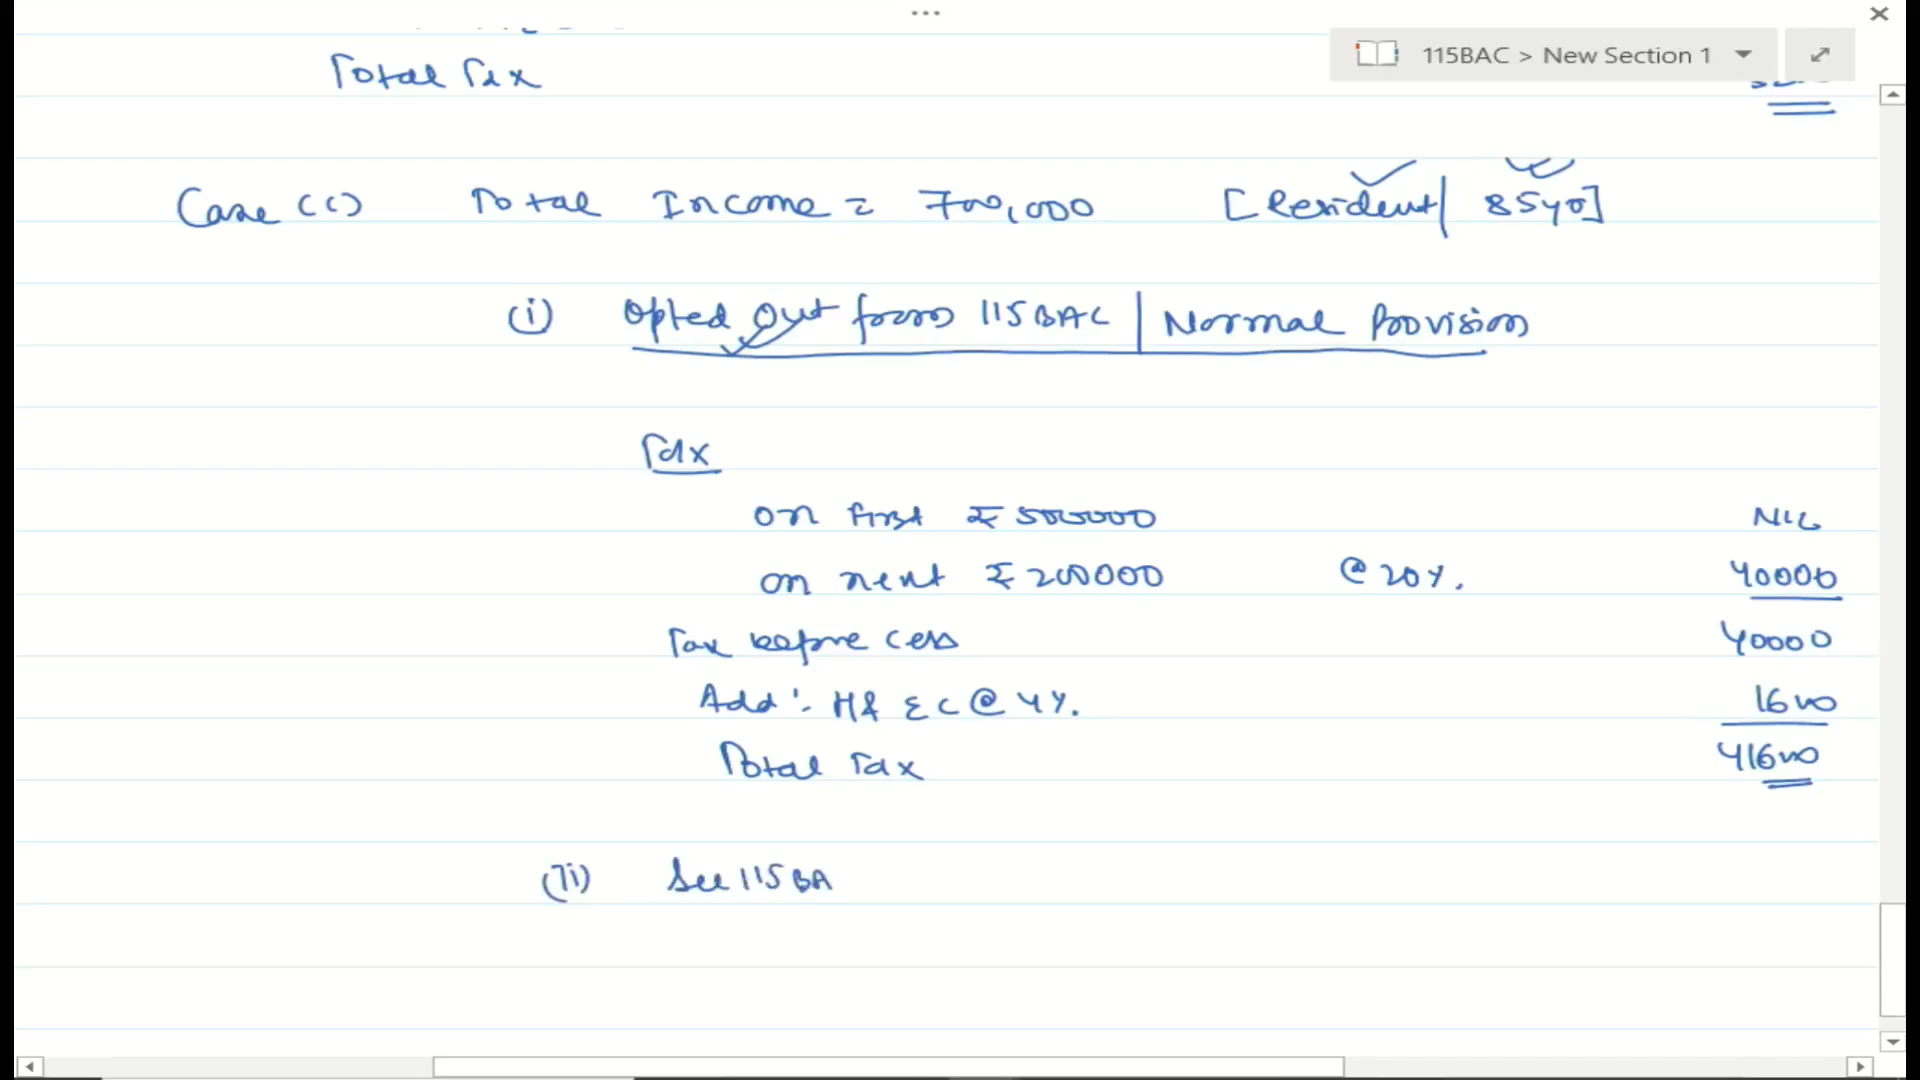 115BAC > New Section 1
Total Tax
Case (c) Total Income = 700,000 [Resident/ 85yo]
(i) Opted Out from 115BAC | Normal Provision
Tax
on first ₹ 500000 NIL
on next ₹ 200000 @ 20%. 40000
Tax before cess 40000
Add :- H & EC @ 4%. 1600
Total Tax 41600
(ii) Sec 115BA